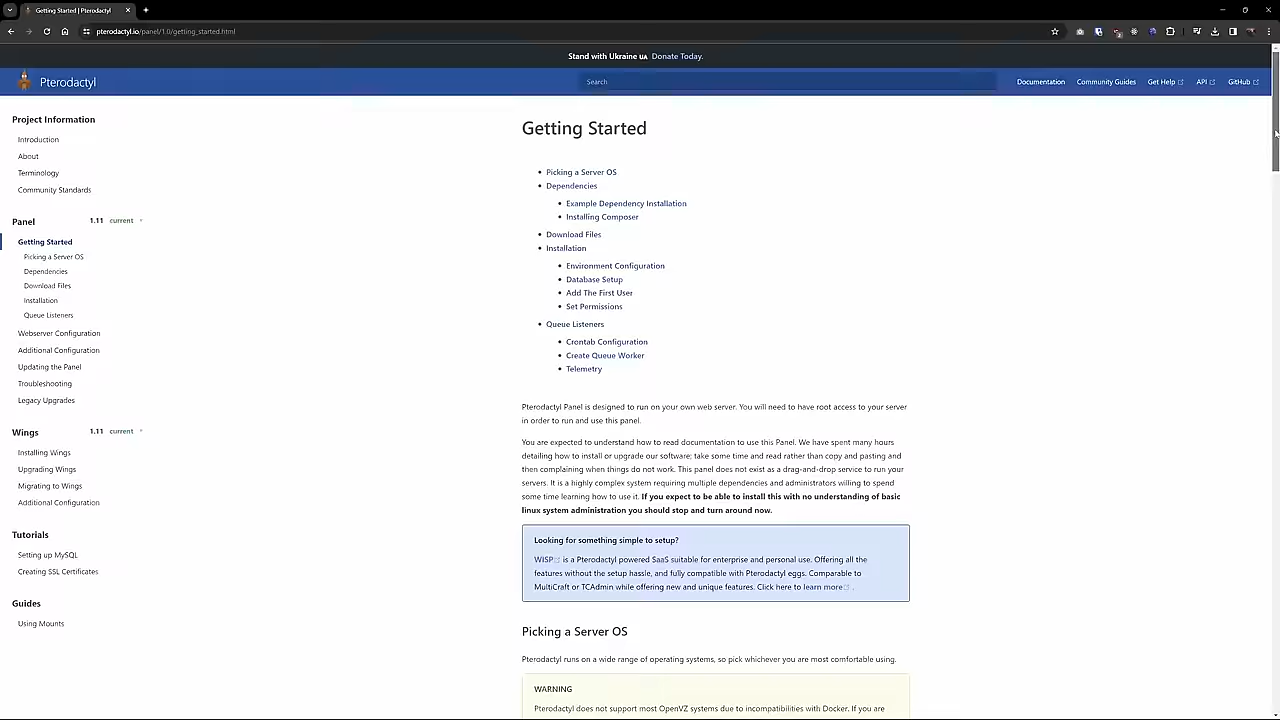 Getting Started | Pterodactyl
pterodactyl.io/panel/1.0/getting_started.html
Stand with Ukraine UA Donate Today.
Pterodactyl
Search
Documentation
Community Guides
Get Help
API
GitHub
Project Information
Introduction
About
Terminology
Community Standards
Panel 1.11 current
Getting Started
Picking a Server OS
Dependencies
Download Files
Installation
Queue Listeners
Webserver Configuration
Additional Configuration
Updating the Panel
Troubleshooting
Legacy Upgrades
Wings 1.11 current
Installing Wings
Upgrading Wings
Migrating to Wings
Additional Configuration
Tutorials
Setting up MySQL
Creating SSL Certificates
Guides
Using Mounts
Getting Started
• Picking a Server OS
• Dependencies
• Example Dependency Installation
• Installing Composer
• Download Files
• Installation
• Environment Configuration
• Database Setup
• Add The First User
• Set Permissions
• Queue Listeners
• Crontab Configuration
• Create Queue Worker
• Telemetry
Pterodactyl Panel is designed to run on your own web server. You will need to have root access to your server
in order to run and use this panel.
You are expected to understand how to read documentation to use this Panel. We have spent many hours
detailing how to install or upgrade our software; take some time and read rather than copy and pasting and
then complaining when things do not work. This panel does not exist as a drag-and-drop service to run your
servers. It is a highly complex system requiring multiple dependencies and administrators willing to spend
some time learning how to use it. If you expect to be able to install this with no understanding of basic
linux system administration you should stop and turn around now.
Looking for something simple to setup?
WISP is a Pterodactyl powered SaaS suitable for enterprise and personal use. Offering all the
features without the setup hassle, and fully compatible with Pterodactyl eggs. Comparable to
MultiCraft or TCAdmin while offering new and unique features. Click here to learn more .
Picking a Server OS
Pterodactyl runs on a wide range of operating systems, so pick whichever you are most comfortable using.
WARNING
Pterodactyl does not support most OpenVZ systems due to incompatibilities with Docker. If you are